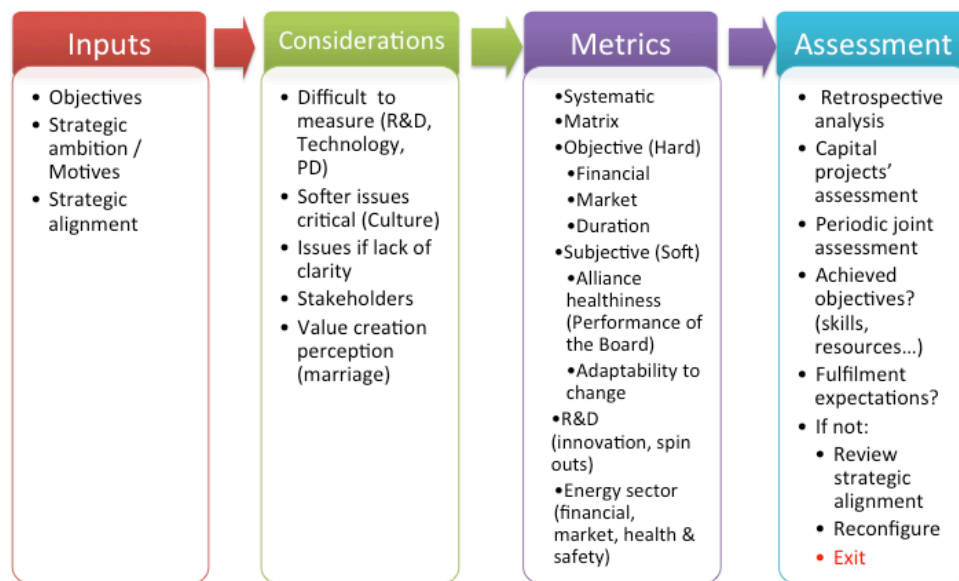 Inputs
• Objectives
• Strategic
ambition /
Motives
• Strategic
alignment
Considerations
• Difficult to
measure (R&D,
Technology,
PD)
• Softer issues
critical (Culture)
• Issues if lack of
clarity
• Stakeholders
• Value creation
perception
(marriage)
Metrics
•Systematic
•Matrix
•Objective (Hard)
•Financial
•Market
•Duration
•Subjective (Soft)
•Alliance
healthiness
(Performance of
the Board)
•Adaptability to
change
•R&D
(innovation, spin
outs)
•Energy sector
(financial,
market, health &
safety)
Assessment
• Retrospective
analysis
• Capital
projects’
assessment
• Periodic joint
assessment
• Achieved
objectives?
(skills,
resources…)
• Fulfilment
expectations?
• If not:
• Review
strategic
alignment
• Reconfigure
• Exit